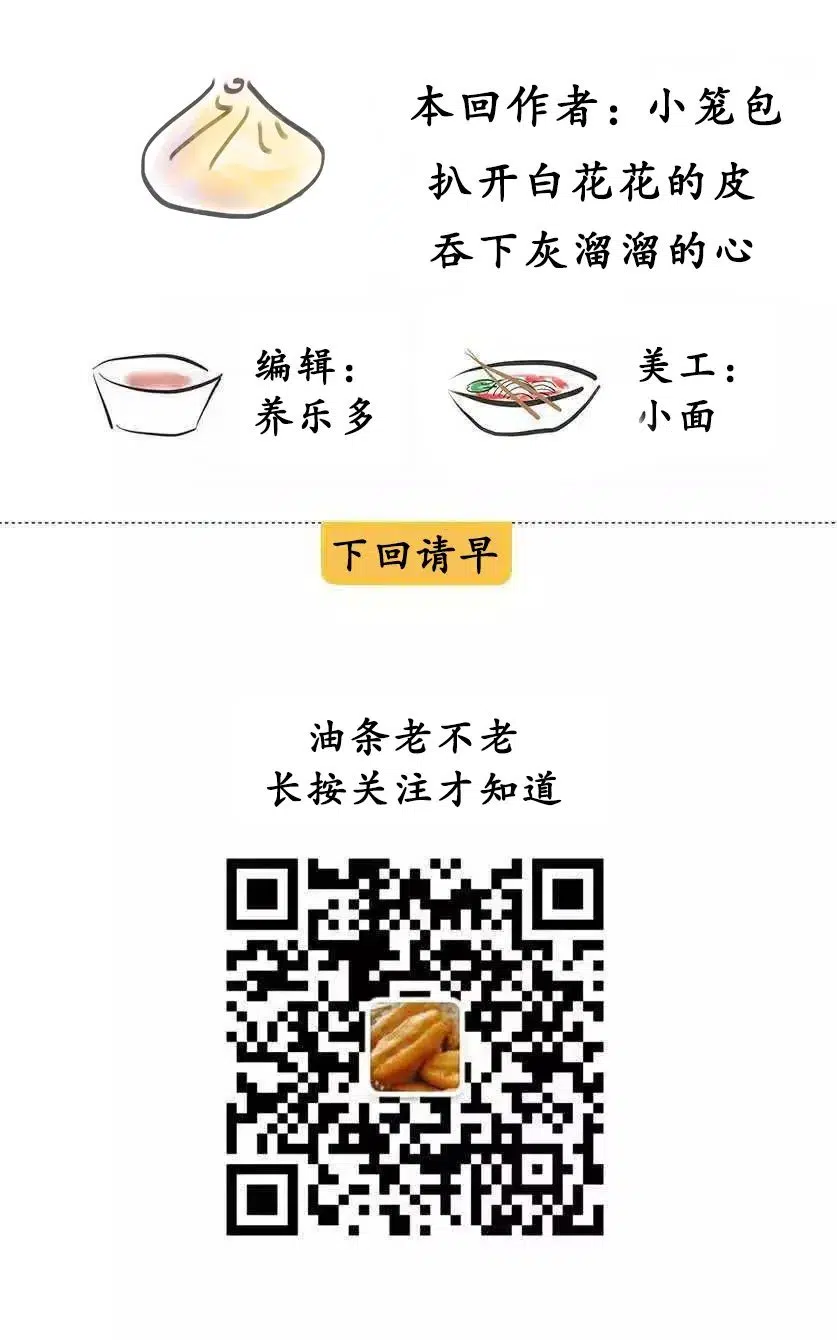 本回作者：小笼包
扒开白花花的皮
吞下灰溜溜的心
编辑：
养乐多
美工：
小面
下回请早
油条老不老
长按关注才知道